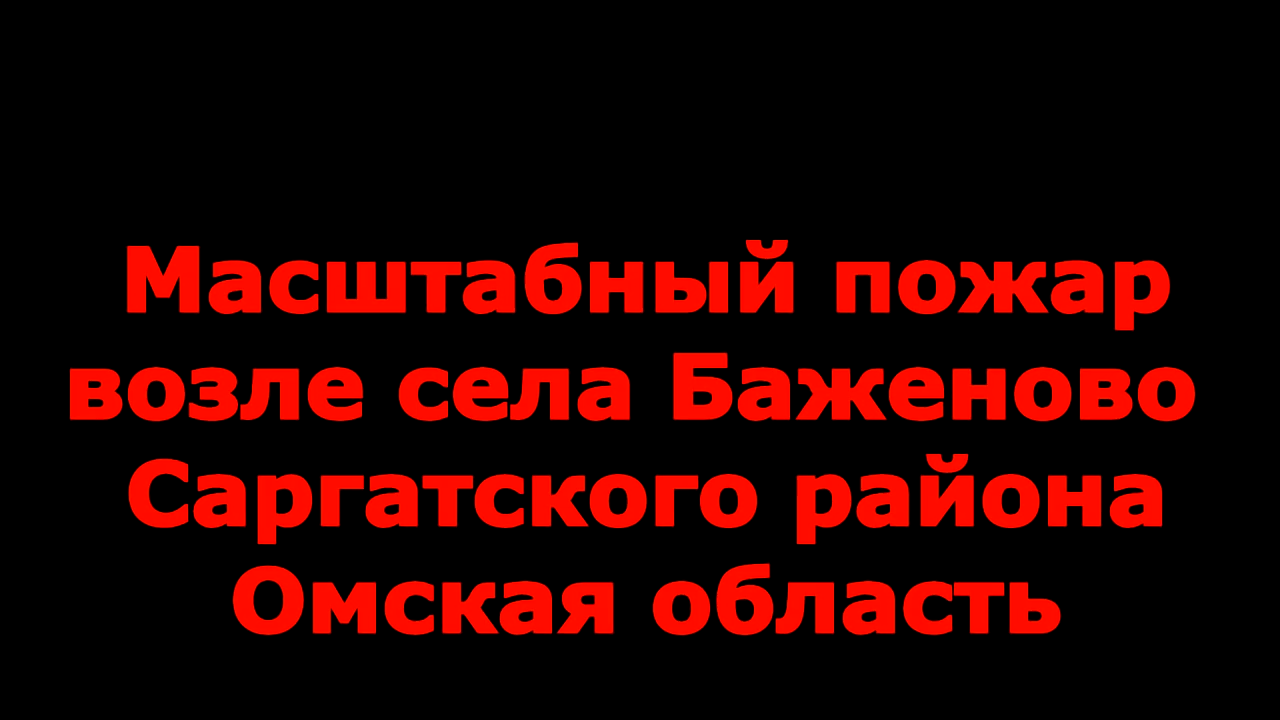 Масштабный пожар
возле села Баженово
Саргатского района
Омская область